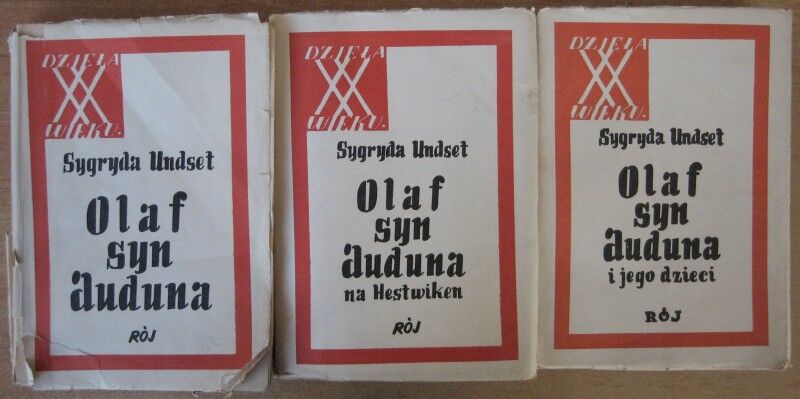 DZIEŁA
XX
WIEKU.
Sygryda Undset
Olaf
syn
Auduna
RÓJ
DZIEŁA
XX
WIEKU.
Sygryda Undset
Olaf
syn
Auduna
na Hestwiken
RÓJ
DZIEŁA
XX
WIEKU.
Sygryda Undset
Olaf
syn
Auduna
i jego dzieci
RÓJ